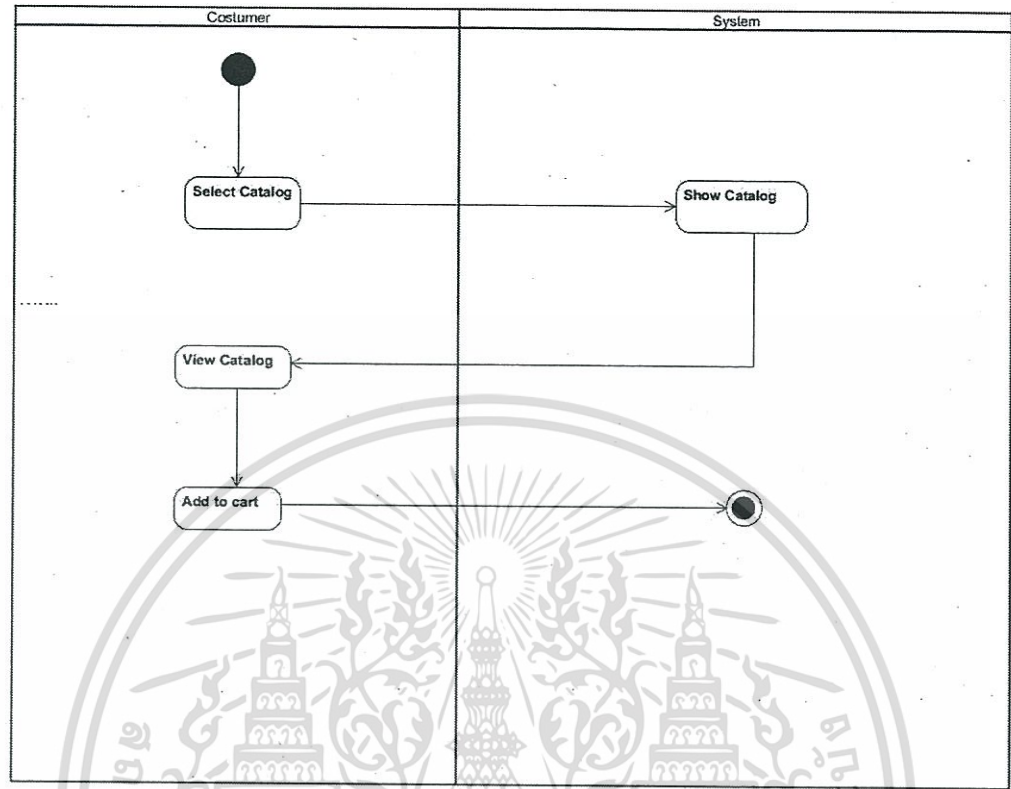 Costumer
System
Select Catalog
Show Catalog
View Catalog
Add to cart